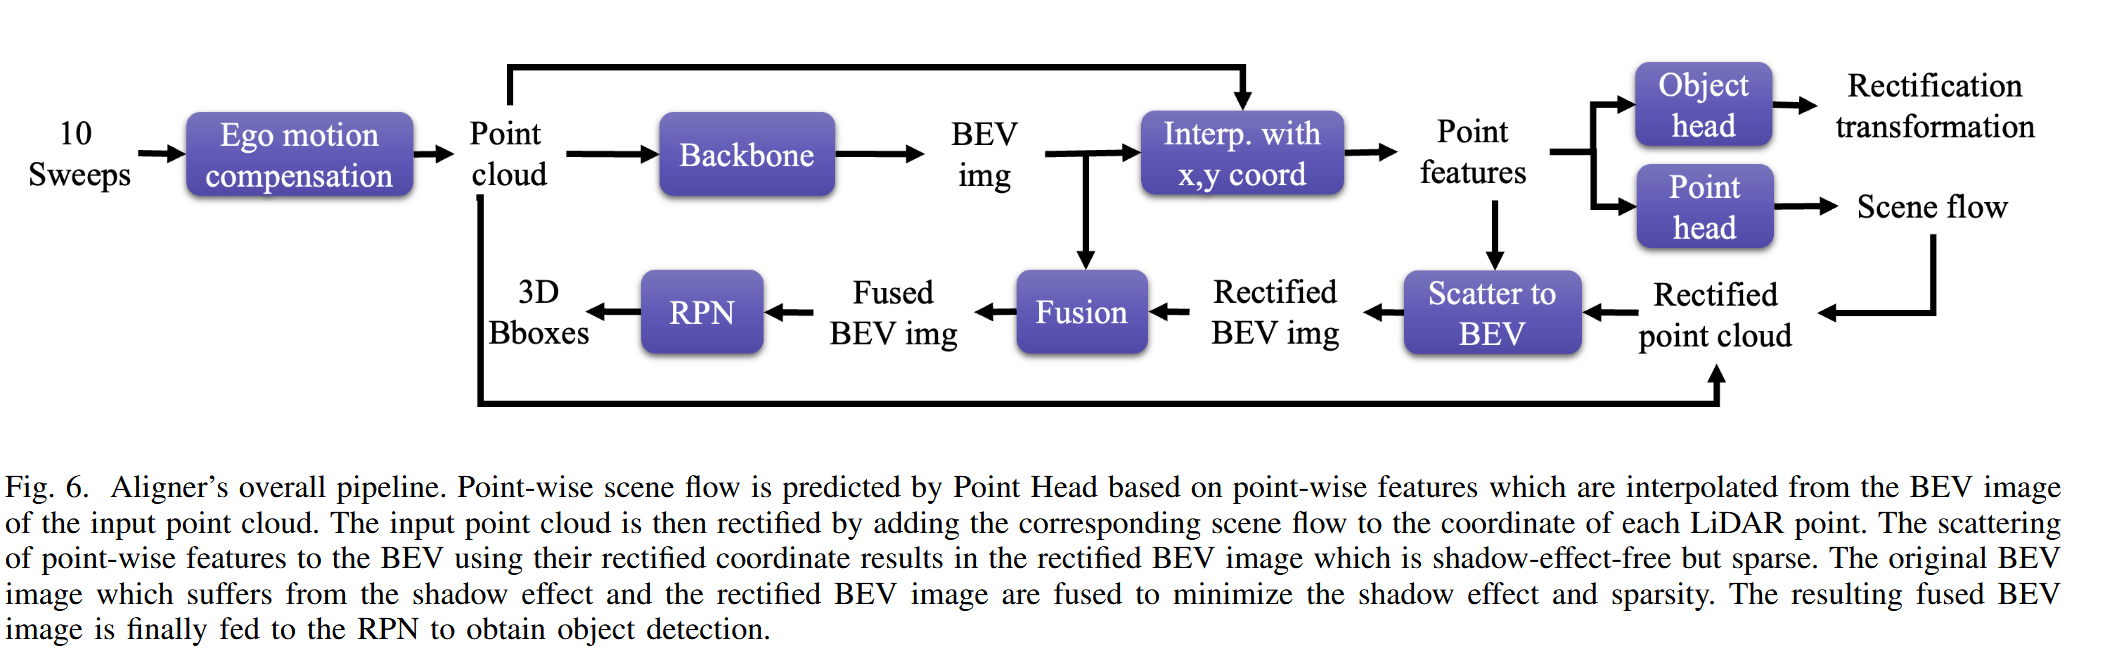 10
Sweeps
Ego motion
compensation
Point
cloud
Backbone
BEV
img
Interp. with
x,y coord
Point
features
Object
head
Rectification
transformation
Point
head
Scene flow
3D
Bboxes
RPN
Fused
BEV img
Fusion
Rectified
BEV img
Scatter to
BEV
Rectified
point cloud
Fig. 6. Aligner's overall pipeline. Point-wise scene flow is predicted by Point Head based on point-wise features which are interpolated from the BEV image
of the input point cloud. The input point cloud is then rectified by adding the corresponding scene flow to the coordinate of each LiDAR point. The scattering
of point-wise features to the BEV using their rectified coordinate results in the rectified BEV image which is shadow-effect-free but sparse. The original BEV
image which suffers from the shadow effect and the rectified BEV image are fused to minimize the shadow effect and sparsity. The resulting fused BEV
image is finally fed to the RPN to obtain object detection.